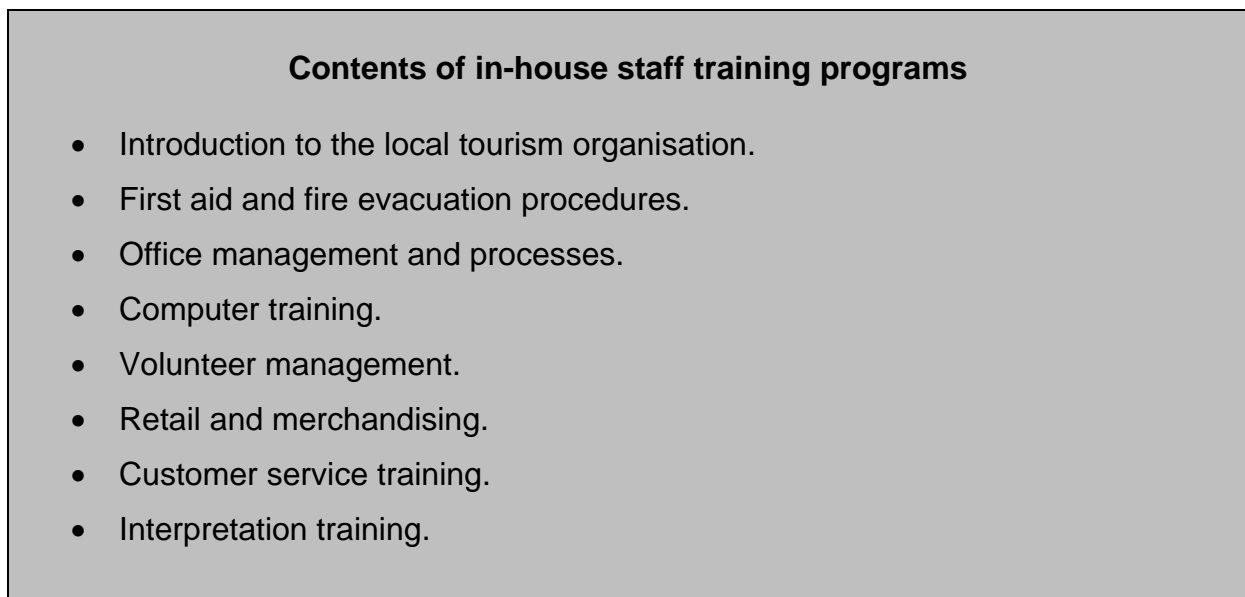 Contents of in-house staff training programs
• Introduction to the local tourism organisation.
• First aid and fire evacuation procedures.
• Office management and processes.
• Computer training.
• Volunteer management.
• Retail and merchandising.
• Customer service training.
• Interpretation training.